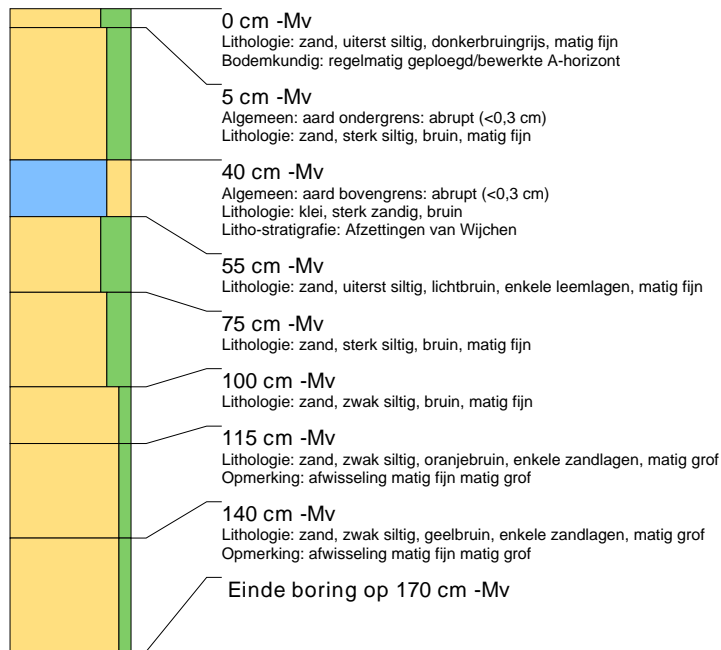 0 cm -Mv
Lithologie: zand, uiterst siltig, donkerbruingrijs, matig fijn
Bodemkundig: regelmatig geploegd/bewerkte A-horizont
5 cm -Mv
Algemeen: aard ondergrens: abrupt (<0,3 cm)
Lithologie: zand, sterk siltig, bruin, matig fijn
40 cm -Mv
Algemeen: aard bovengrens: abrupt (<0,3 cm)
Lithologie: klei, sterk zandig, bruin
Litho-stratigrafie: Afzettingen van Wijchen
55 cm -Mv
Lithologie: zand, uiterst siltig, lichtbruin, enkele leemlagen, matig fijn
75 cm -Mv
Lithologie: zand, sterk siltig, bruin, matig fijn
100 cm -Mv
Lithologie: zand, zwak siltig, bruin, matig fijn
115 cm -Mv
Lithologie: zand, zwak siltig, oranjebruin, enkele zandlagen, matig grof
Opmerking: afwisseling matig fijn matig grof
140 cm -Mv
Lithologie: zand, zwak siltig, geelbruin, enkele zandlagen, matig grof
Opmerking: afwisseling matig fijn matig grof
Einde boring op 170 cm -Mv